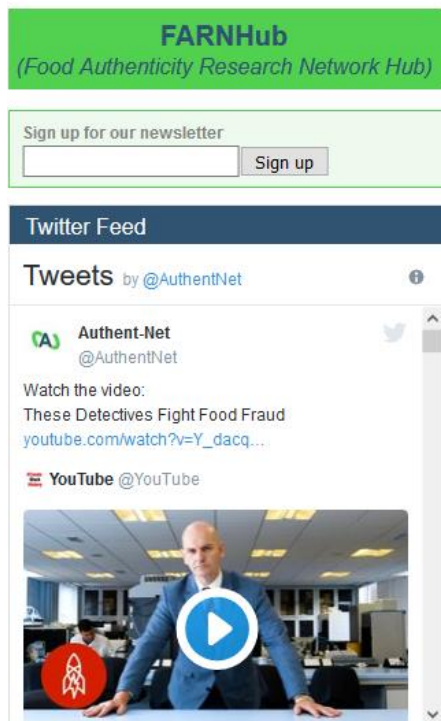 FARNHub
(Food Authenticity Research Network Hub)
Sign up for our newsletter
Sign up
Twitter Feed
Tweets by @AuthentNet
Authent-Net
@AuthentNet
Watch the video:
These Detectives Fight Food Fraud
youtube.com/watch?v=Y_dacq...
YouTube @YouTube